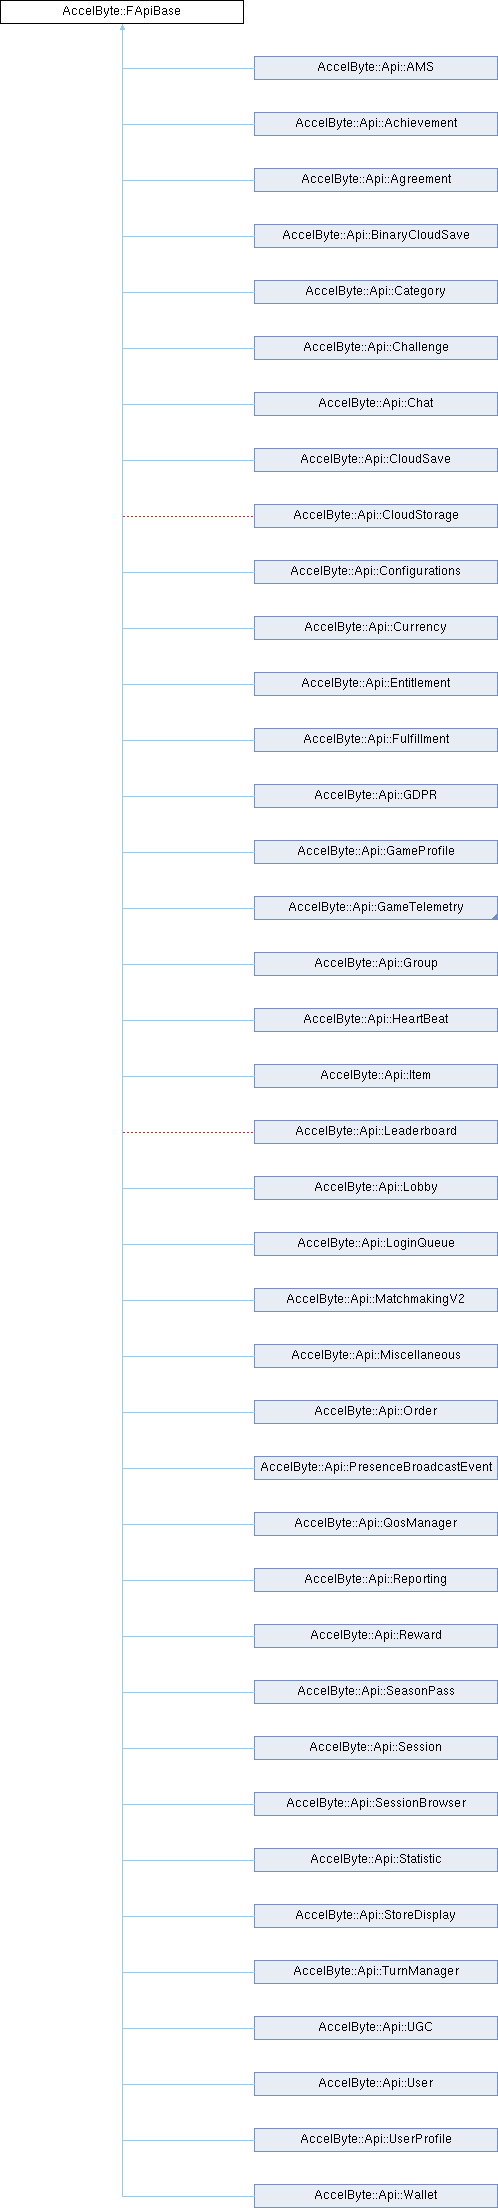 AccelByte::FApiBase
AccelByte::Api::AMS
AccelByte::Api::Achievement
AccelByte::Api::Agreement
AccelByte::Api::BinaryCloudSave
AccelByte::Api::Category
AccelByte::Api::Challenge
AccelByte::Api::Chat
AccelByte::Api::CloudSave
AccelByte::Api::CloudStorage
AccelByte::Api::Configurations
AccelByte::Api::Currency
AccelByte::Api::Entitlement
AccelByte::Api::Fulfillment
AccelByte::Api::GDPR
AccelByte::Api::GameProfile
AccelByte::Api::GameTelemetry
AccelByte::Api::Group
AccelByte::Api::HeartBeat
AccelByte::Api::Item
AccelByte::Api::Leaderboard
AccelByte::Api::Lobby
AccelByte::Api::LoginQueue
AccelByte::Api::MatchmakingV2
AccelByte::Api::Miscellaneous
AccelByte::Api::Order
AccelByte::Api::PresenceBroadcastEvent
AccelByte::Api::QosManager
AccelByte::Api::Reporting
AccelByte::Api::Reward
AccelByte::Api::SeasonPass
AccelByte::Api::Session
AccelByte::Api::SessionBrowser
AccelByte::Api::Statistic
AccelByte::Api::StoreDisplay
AccelByte::Api::TurnManager
AccelByte::Api::UGC
AccelByte::Api::User
AccelByte::Api::UserProfile
AccelByte::Api::Wallet